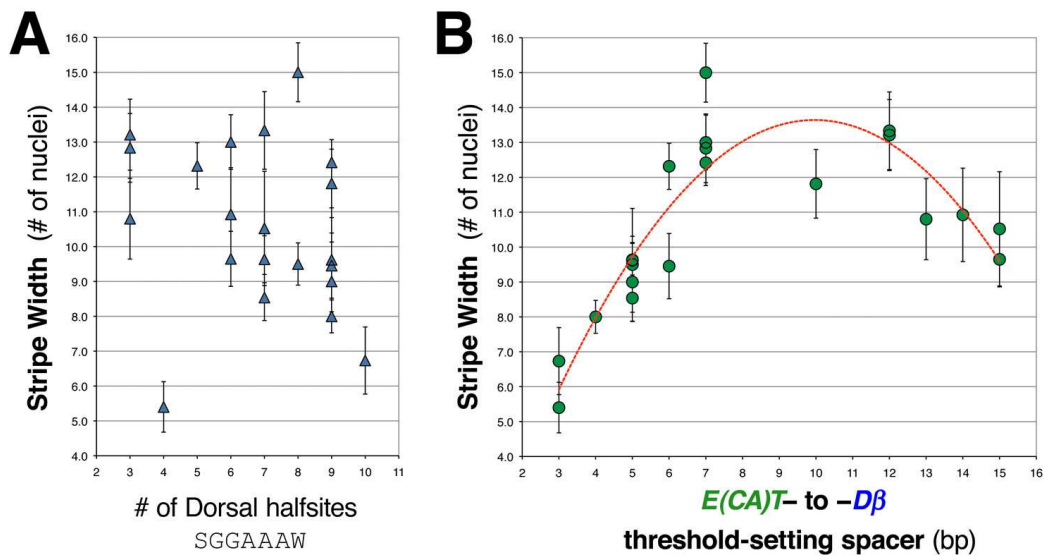 A
Stripe Width (# of nuclei)
16.0
15.0
14.0
13.0
12.0
11.0
10.0
9.0
8.0
7.0
6.0
5.0
4.0
2 3 4 5 6 7 8 9 10 11
# of Dorsal halfsites
SGGAAAW
B
Stripe Width (# of nuclei)
16.0
15.0
14.0
13.0
12.0
11.0
10.0
9.0
8.0
7.0
6.0
5.0
4.0
2 3 4 5 6 7 8 9 10 11 12 13 14 15 16
E(CA)T– to –Dβ
threshold-setting spacer (bp)